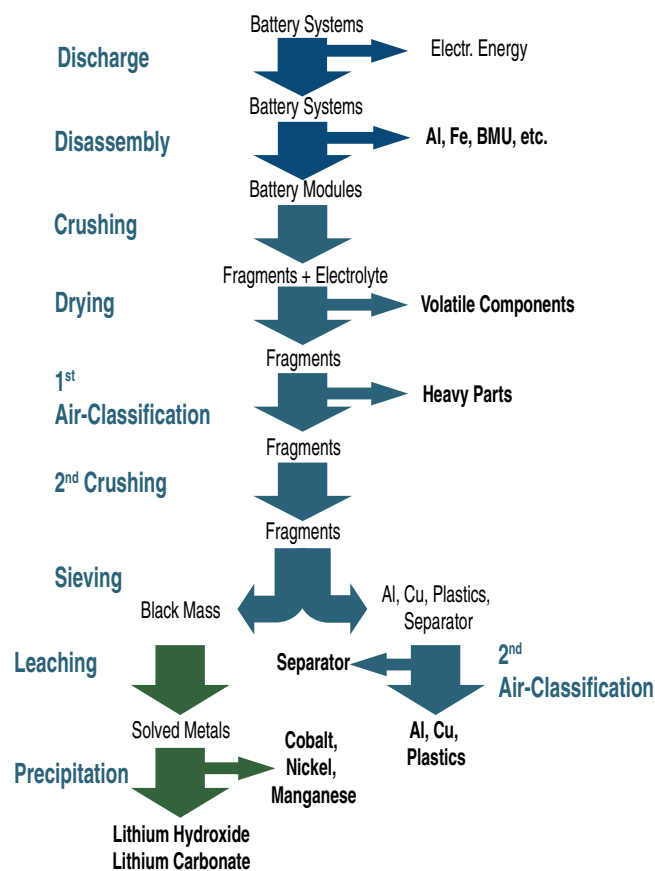 Battery Systems
Discharge
Electr. Energy
Battery Systems
Disassembly
Al, Fe, BMU, etc.
Battery Modules
Crushing
Fragments + Electrolyte
Drying
Volatile Components
Fragments
1st
Air-Classification
Heavy Parts
Fragments
2nd Crushing
Fragments
Sieving
Black Mass
Al, Cu, Plastics,
Separator
Leaching
Separator
2nd
Air-Classification
Solved Metals
Al, Cu,
Plastics
Precipitation
Cobalt,
Nickel,
Manganese
Lithium Hydroxide
Lithium Carbonate